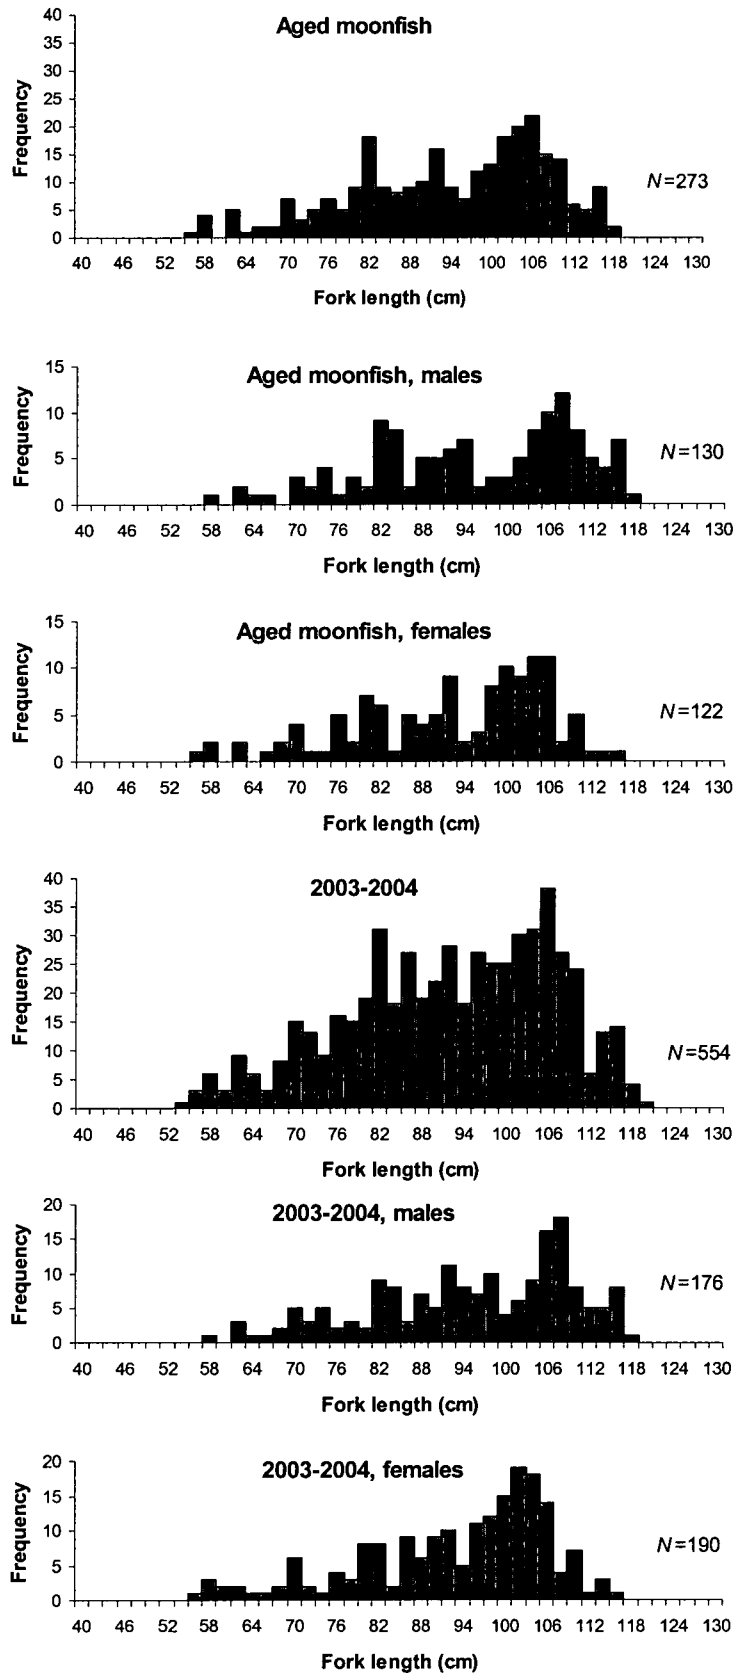 Aged moonfish
40
35
30
25
20
15
10
5
0
Frequency
N=273
40 46 52 58 64 70 76 82 88 94 100 106 112 118 124 130
Fork length (cm)
Aged moonfish, males
15
10
5
0
Frequency
N=130
40 46 52 58 64 70 76 82 88 94 100 106 112 118 124 130
Fork length (cm)
Aged moonfish, females
15
10
5
0
Frequency
N=122
40 46 52 58 64 70 76 82 88 94 100 106 112 118 124 130
Fork length (cm)
2003-2004
40
35
30
25
20
15
10
5
0
Frequency
N=554
40 46 52 58 64 70 76 82 88 94 100 106 112 118 124 130
Fork length (cm)
2003-2004, males
20
15
10
5
0
Frequency
N=176
40 46 52 58 64 70 76 82 88 94 100 106 112 118 124 130
Fork length (cm)
2003-2004, females
20
15
10
5
0
Frequency
N=190
40 46 52 58 64 70 76 82 88 94 100 106 112 118 124 130
Fork length (cm)